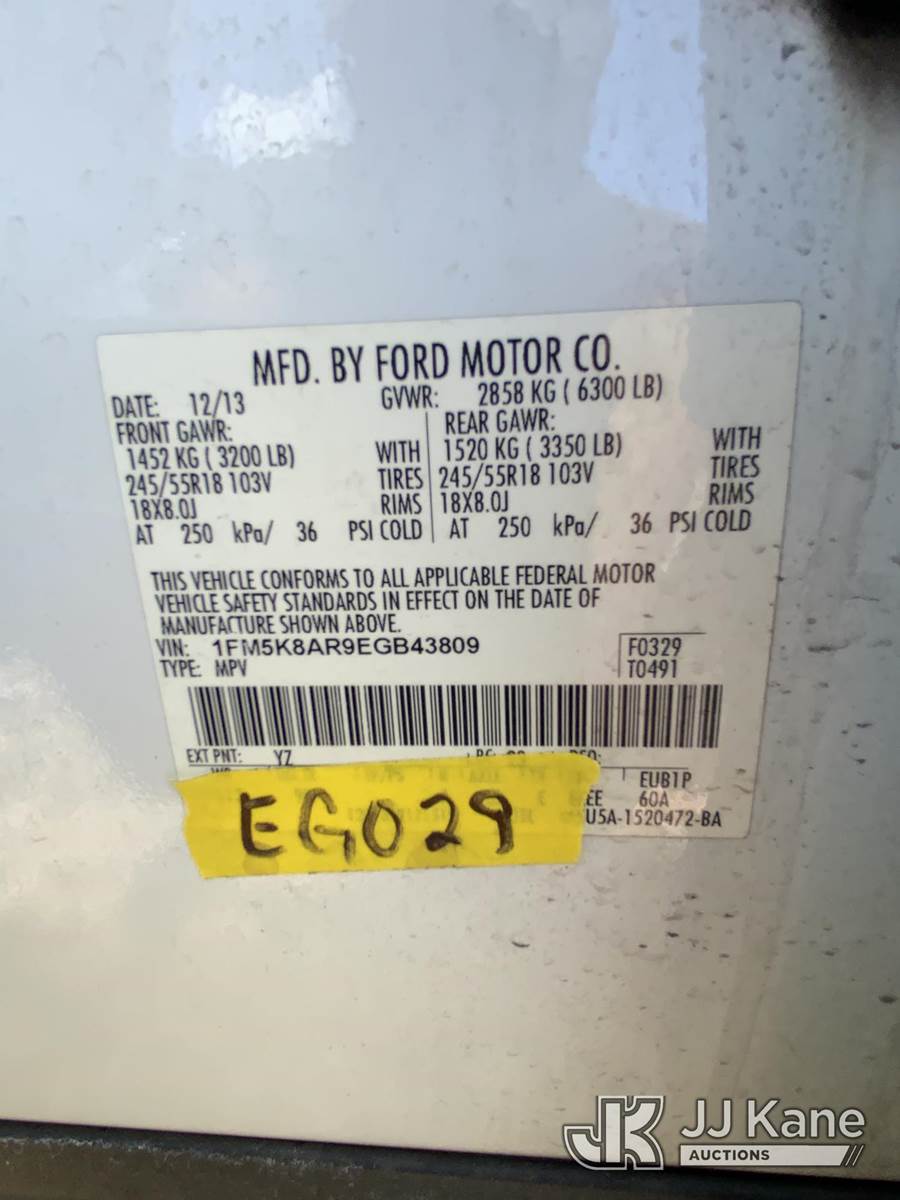 MFD. BY FORD MOTOR CO.
DATE: 12/13 GVWR: 2858 KG ( 6300 LB)
FRONT GAWR: REAR GAWR:
1452 KG ( 3200 LB) WITH 1520 KG ( 3350 LB) WITH
245/55R18 103V TIRES 245/55R18 103V TIRES
18X8.0J RIMS 18X8.0J RIMS
AT 250 kPa/ 36 PSI COLD AT 250 kPa/ 36 PSI COLD
THIS VEHICLE CONFORMS TO ALL APPLICABLE FEDERAL MOTOR
VEHICLE SAFETY STANDARDS IN EFFECT ON THE DATE OF
MANUFACTURE SHOWN ABOVE.
VIN: 1FM5K8AR9EGB43809 F0329
TYPE: MPV T0491
EXT PNT: YZ
EUB1P
60A
U5A-1520472-BA
EG029
JK JJ Kane
AUCTIONS